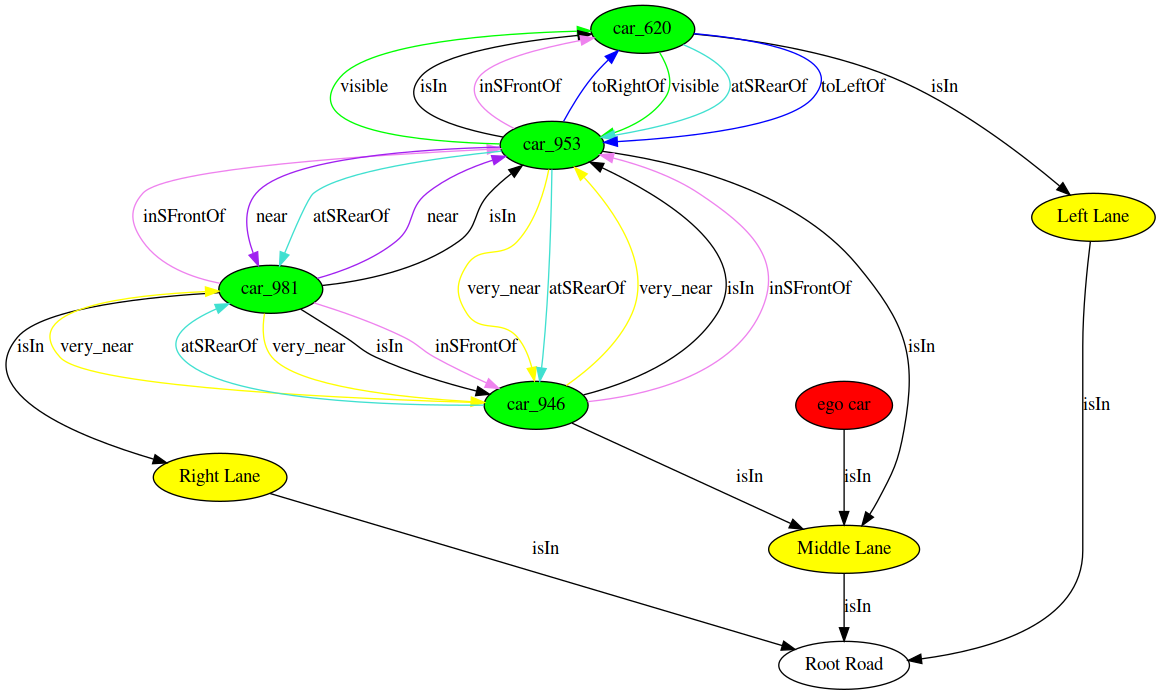 car_620
visible
isIn
inSFrontOf
toRightOf
visible
atSRearOf
toLeftOf
isIn
car_953
inSFrontOf
near
atSRearOf
near
isIn
Left Lane
car_981
very_near
atSRearOf
very_near
isIn
inSFrontOf
isIn
very_near
atSRearOf
very_near
isIn
inSFrontOf
isIn
car_946
ego car
isIn
Right Lane
isIn
isIn
isIn
Middle Lane
isIn
Root Road